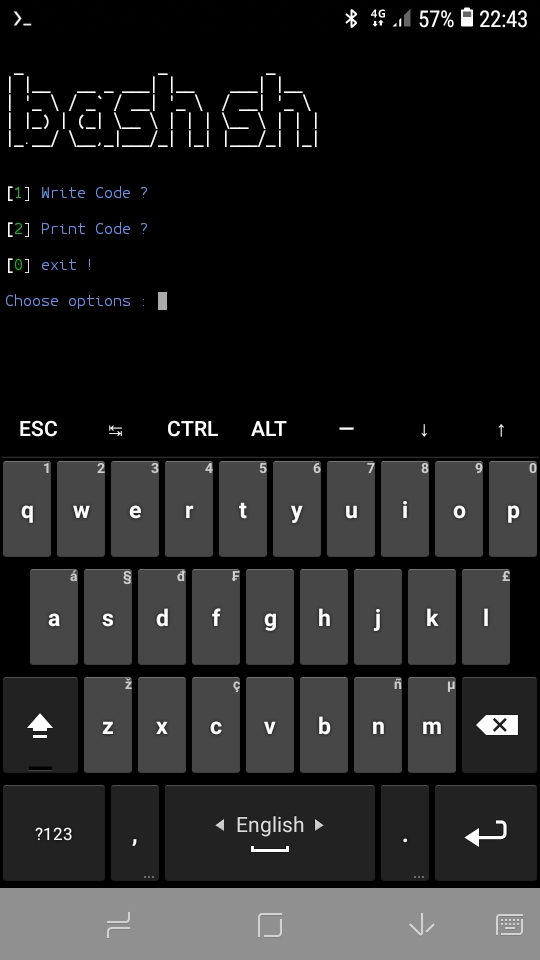 4G 57% 22:43
bash sh
[1] Write Code ?
[2] Print Code ?
[0] exit !
Choose options :
ESC CTRL ALT —
1 2 3 4 5 6 7 8 9 0
q w e r t y u i o p
á § đ ₣ £
a s d f g h j k l
ž ç ñ µ
z x c v b n m
?123 , English .